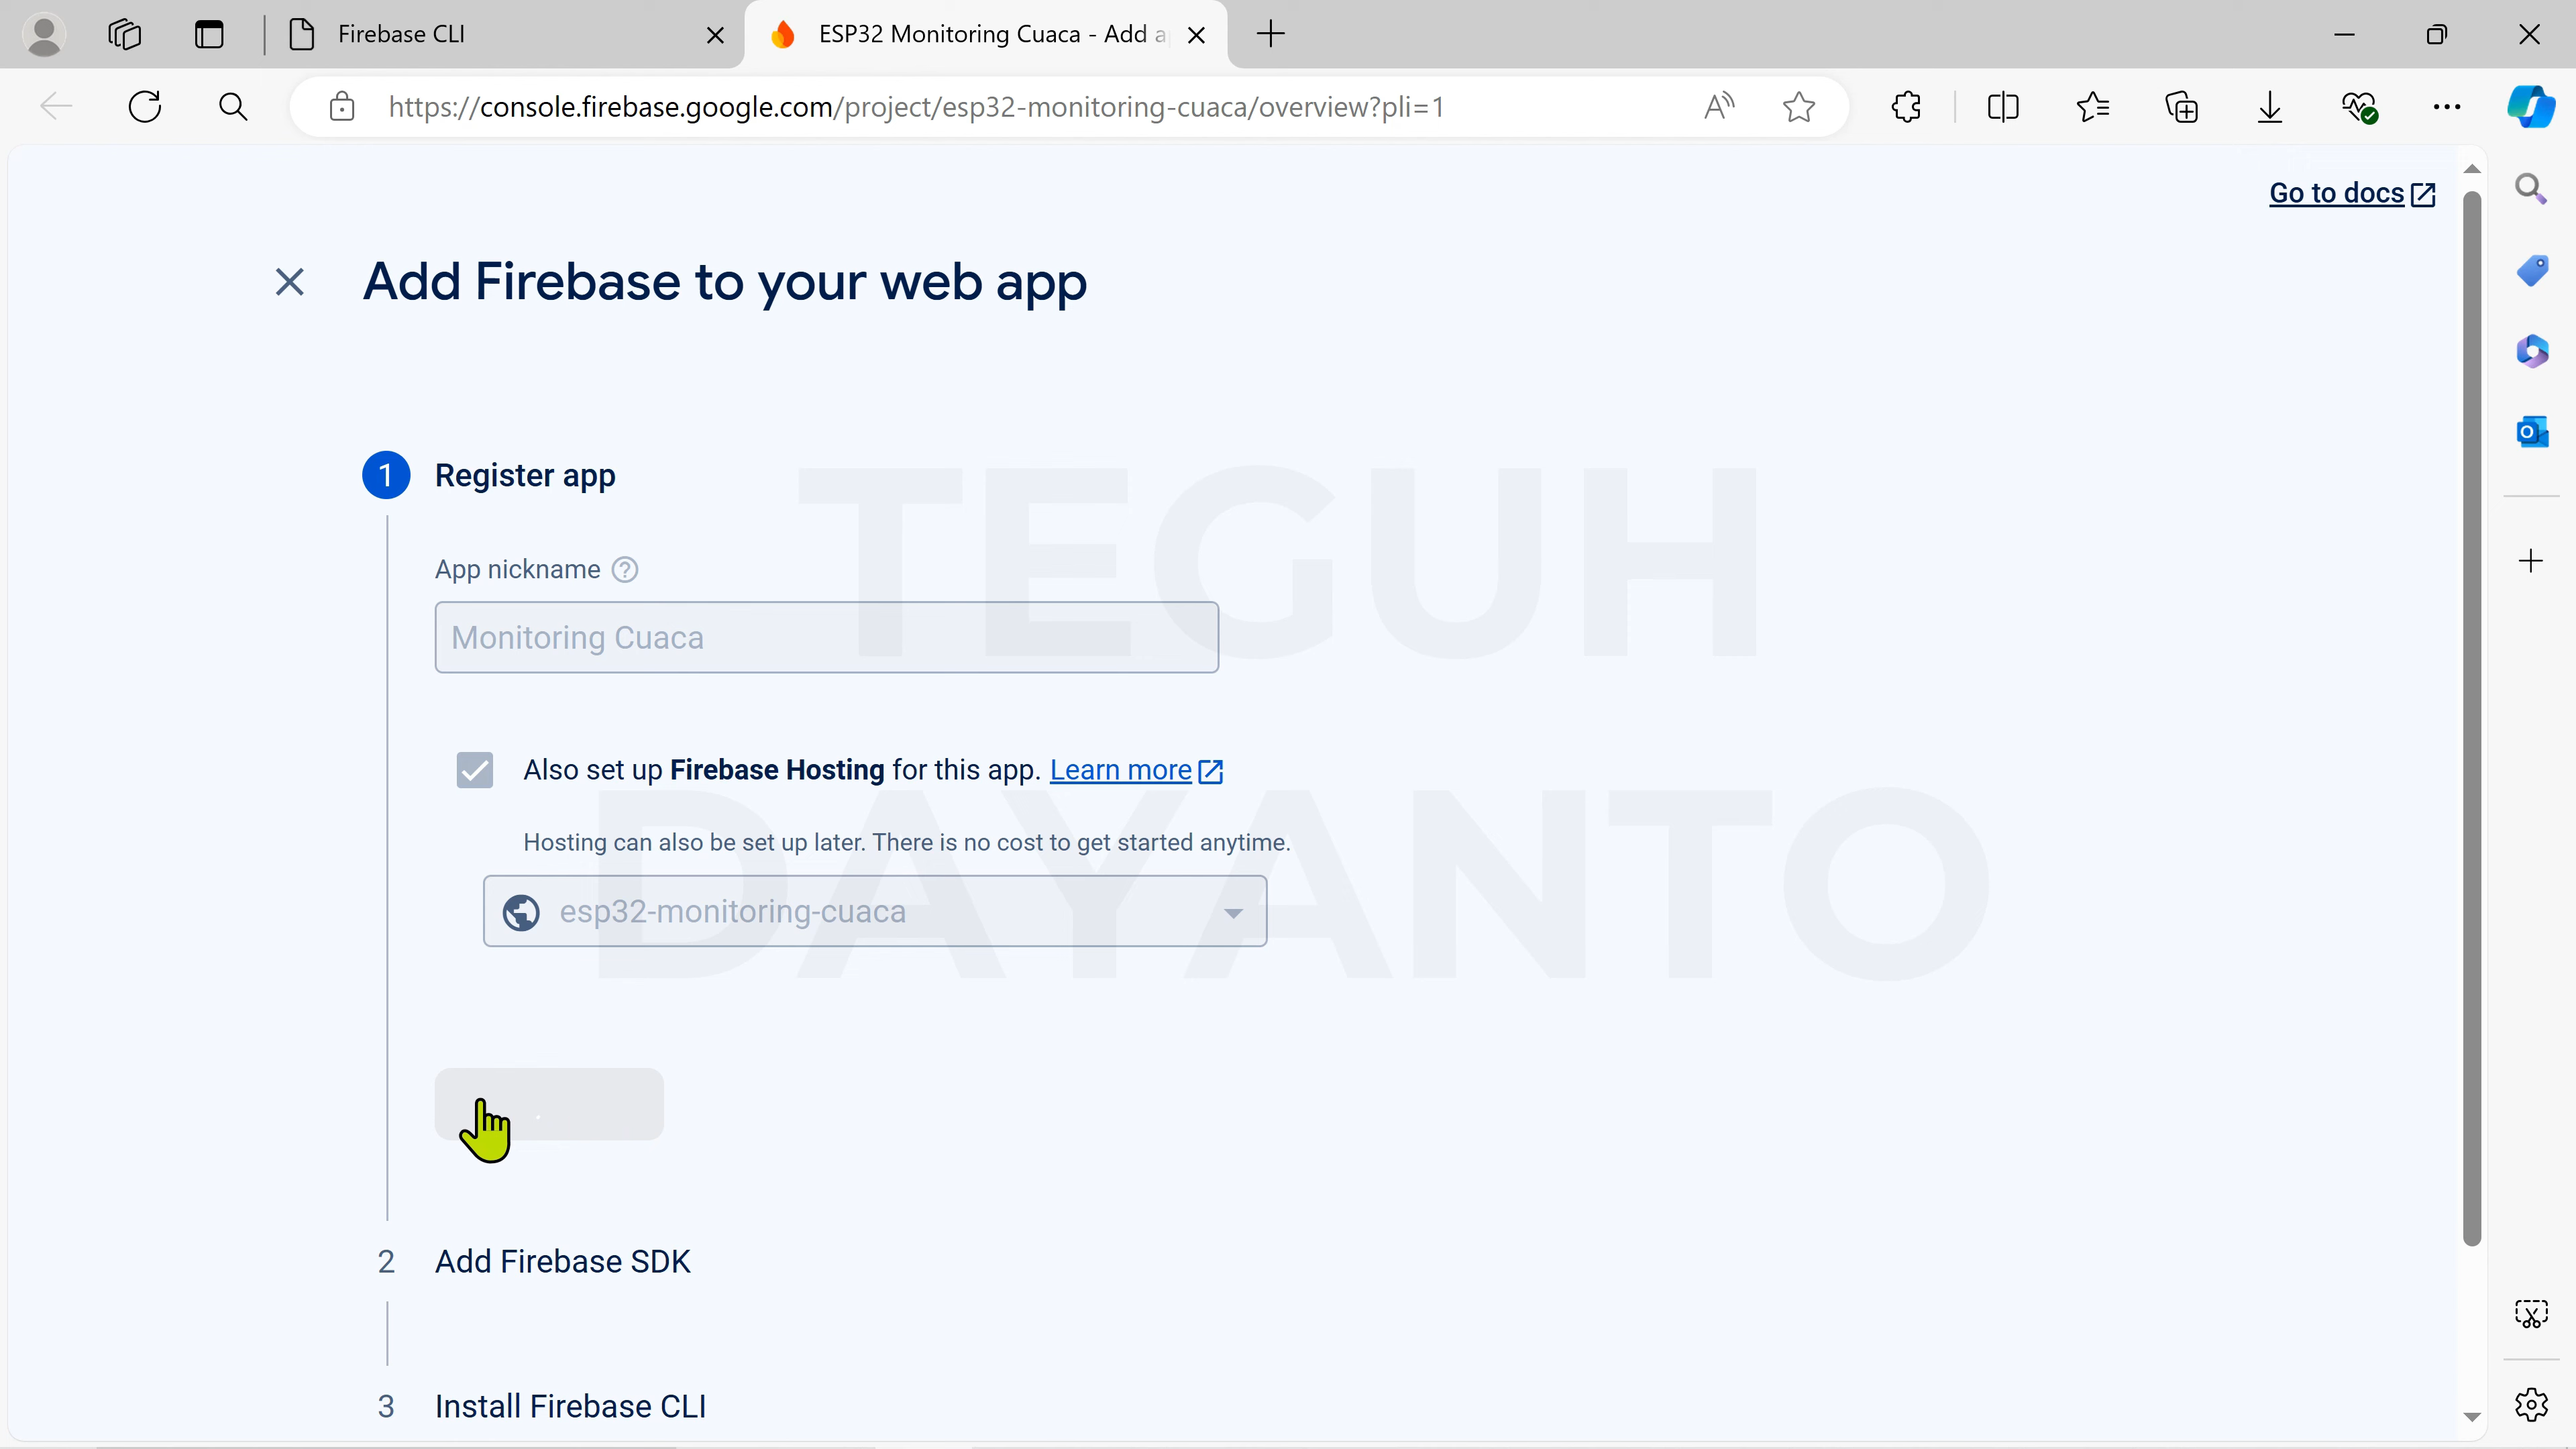 Firebase CLI
ESP32 Monitoring Cuaca - Add a
https://console.firebase.google.com/project/esp32-monitoring-cuaca/overview?pli=1
Go to docs
Add Firebase to your web app
1 Register app
App nickname
Monitoring Cuaca
Also set up Firebase Hosting for this app. Learn more
Hosting can also be set up later. There is no cost to get started anytime.
esp32-monitoring-cuaca
2 Add Firebase SDK
3 Install Firebase CLI
TEGUH
DAYANTO